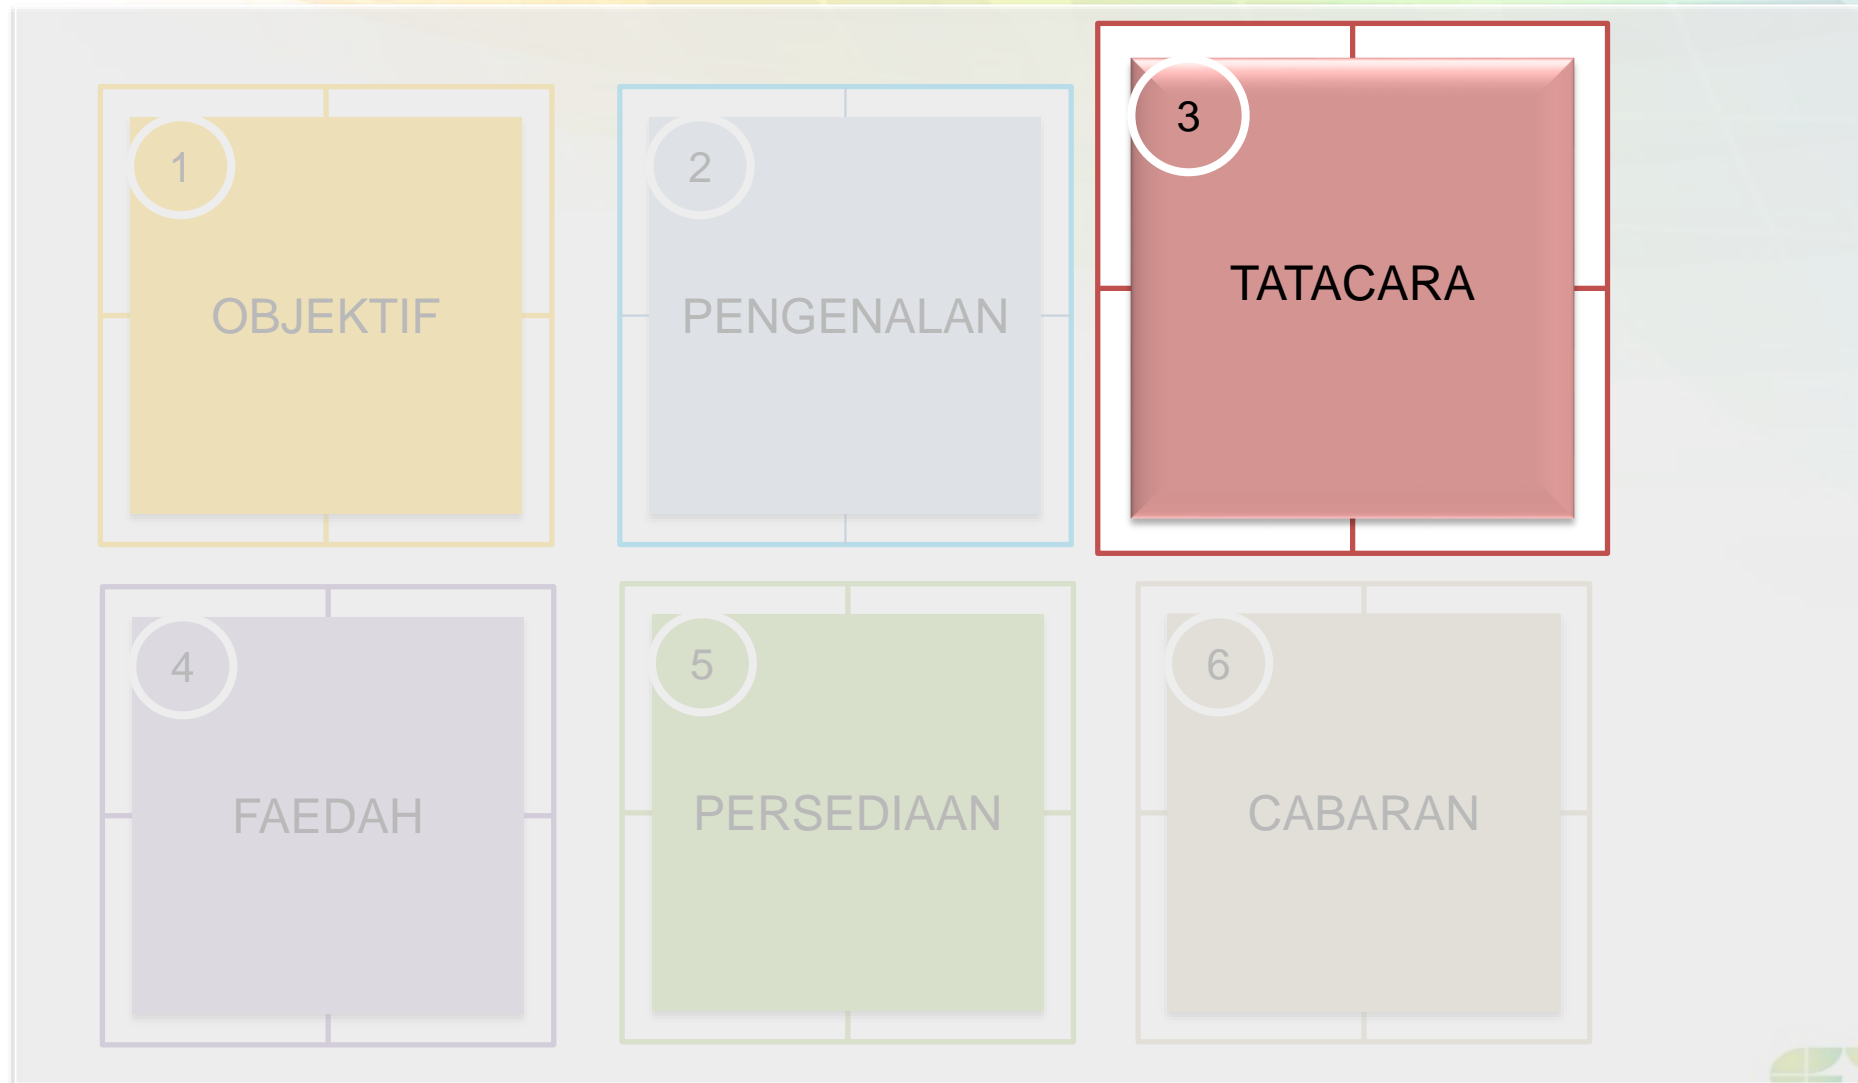 1
OBJEKTIF
2
PENGENALAN
3
TATACARA
4
FAEDAH
5
PERSEDIAAN
6
CABARAN